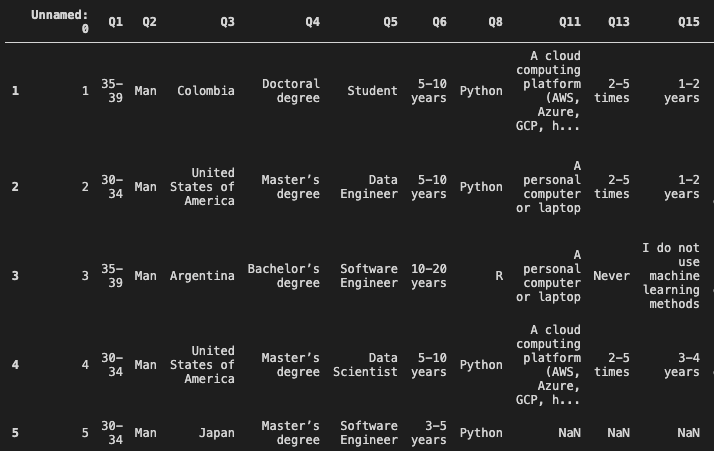 Unnamed:
0
Q1
Q2
Q3
Q4
Q5
Q6
Q8
Q11
Q13
Q15
1
1
35-
39
Man
Colombia
Doctoral
degree
Student
5-10
years
Python
A cloud
computing
platform
(AWS,
Azure,
GCP, h...
2-5
times
1-2
years
2
2
30-
34
Man
United
States of
America
Master's
degree
Data
Engineer
5-10
years
Python
A
personal
computer
or laptop
2-5
times
1-2
years
3
3
35-
39
Man
Argentina
Bachelor's
degree
Software
Engineer
10-20
years
R
A
personal
computer
or laptop
Never
I do not
use
machine
learning
methods
4
4
30-
34
Man
United
States of
America
Master's
degree
Data
Scientist
5-10
years
Python
A cloud
computing
platform
(AWS,
Azure,
GCP, h...
2-5
times
3-4
years
5
5
30-
34
Man
Japan
Master's
degree
Software
Engineer
3-5
years
Python
NaN
NaN
NaN